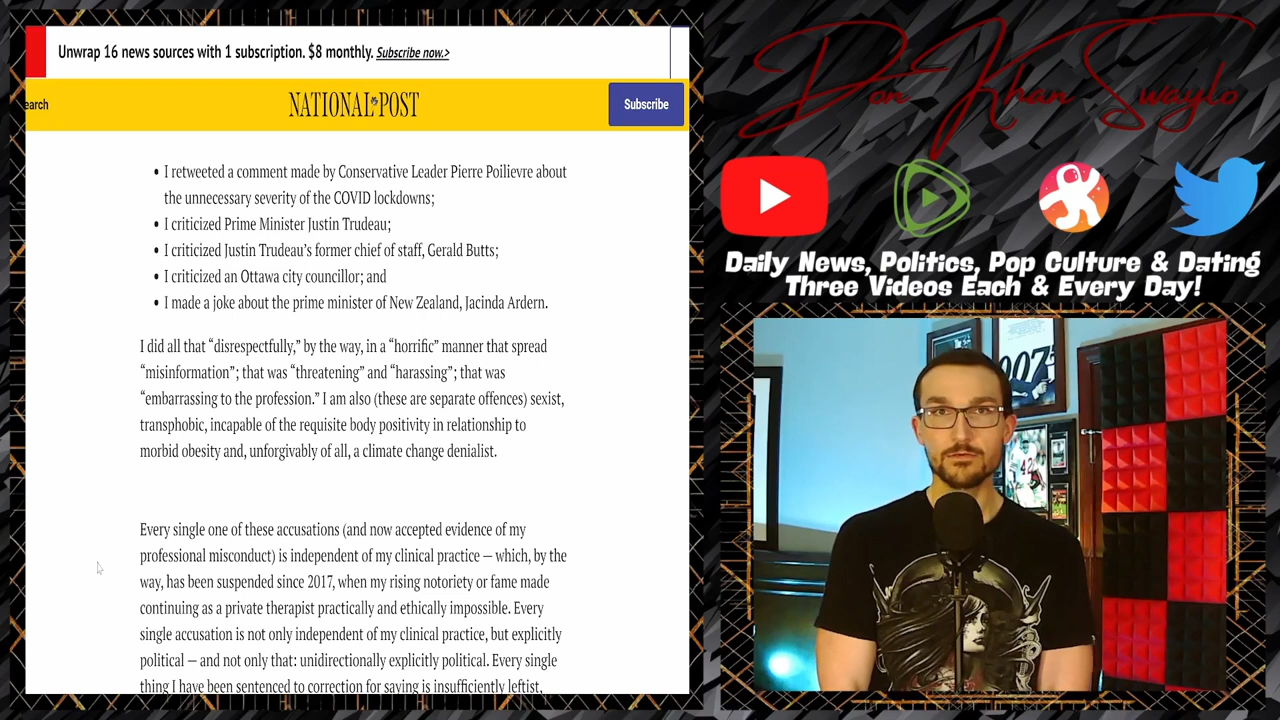 Unwrap 16 news sources with 1 subscription. $8 monthly. Subscribe now.>
earch
NATIONAL POST
Subscribe
• I retweeted a comment made by Conservative Leader Pierre Poilievre about
the unnecessary severity of the COVID lockdowns;
• I criticized Prime Minister Justin Trudeau;
• I criticized Justin Trudeau’s former chief of staff, Gerald Butts;
• I criticized an Ottawa city councillor; and
• I made a joke about the prime minister of New Zealand, Jacinda Ardern.
I did all that “disrespectfully,” by the way, in a “horrific” manner that spread
“misinformation”; that was “threatening” and “harassing”; that was
“embarrassing to the profession.” I am also (these are separate offences) sexist,
transphobic, incapable of the requisite body positivity in relationship to
morbid obesity and, unforgivably of all, a climate change denialist.
Every single one of these accusations (and now accepted evidence of my
professional misconduct) is independent of my clinical practice — which, by the
way, has been suspended since 2017, when my rising notoriety or fame made
continuing as a private therapist practically and ethically impossible. Every
single accusation is not only independent of my clinical practice, but explicitly
political — and not only that: unidirectionally explicitly political. Every single
thing I have been sentenced to correction for saying is insufficiently leftist,
Don Khan Swaylo
Daily News, Politics, Pop Culture & Dating
Three Videos Each & Every Day!
007
42